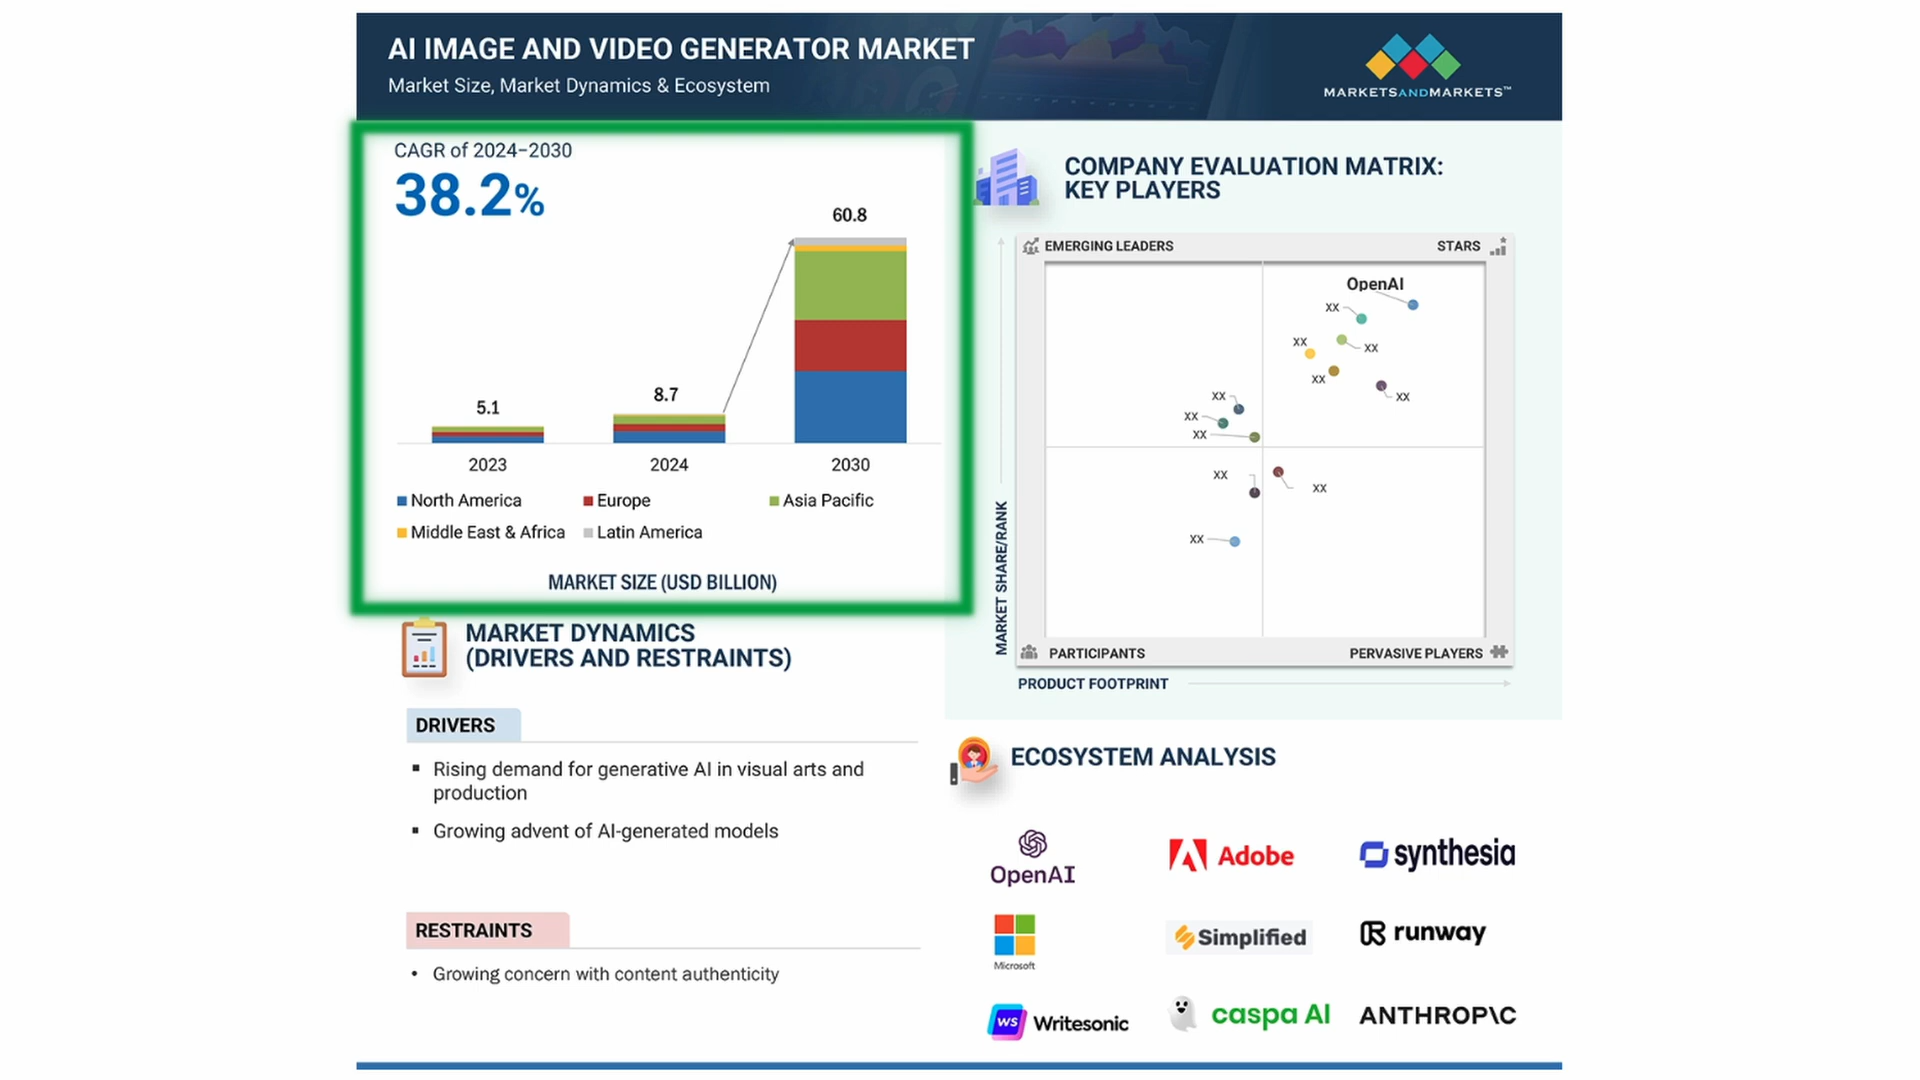 AI IMAGE AND VIDEO GENERATOR MARKET
Market Size, Market Dynamics & Ecosystem
MARKETSANDMARKETS™
CAGR of 2024–2030
38.2%
60.8
8.7
5.1
2023
2024
2030
North America
Europe
Asia Pacific
Middle East & Africa
Latin America
MARKET SIZE (USD BILLION)
COMPANY EVALUATION MATRIX:
KEY PLAYERS
EMERGING LEADERS
STARS
OpenAI
XX
XX
XX
XX
XX
XX
XX
XX
XX
XX
XX
MARKET SHARE/RANK
PARTICIPANTS
PERVASIVE PLAYERS
PRODUCT FOOTPRINT
MARKET DYNAMICS
(DRIVERS AND RESTRAINTS)
DRIVERS
▪ Rising demand for generative AI in visual arts and
production
▪ Growing advent of AI-generated models
RESTRAINTS
• Growing concern with content authenticity
ECOSYSTEM ANALYSIS
OpenAI
Adobe
synthesia
Microsoft
Simplified
runway
WS Writesonic
caspa AI
ANTHROP\C